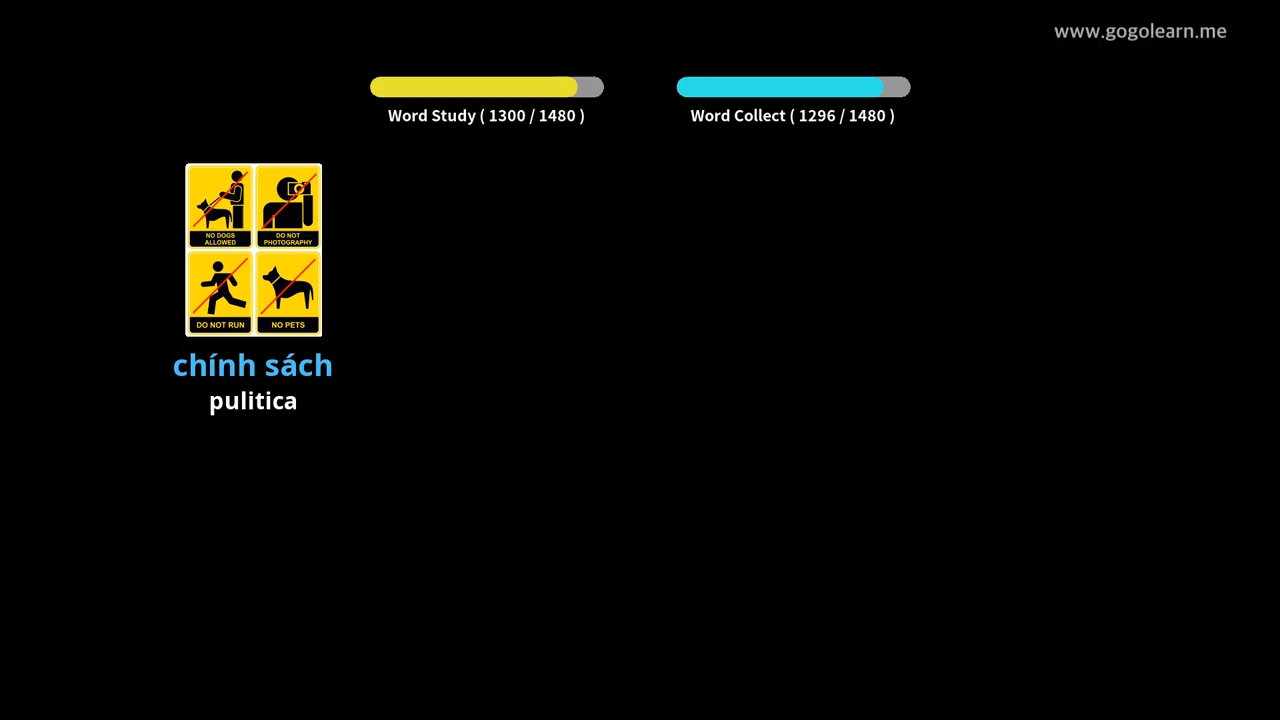 www.gogolearn.me
Word Study ( 1300 / 1480 )
Word Collect ( 1296 / 1480 )
NO DOGS
ALLOWED
DO NOT
PHOTOGRAPHY
DO NOT RUN
NO PETS
chính sách
pulitica